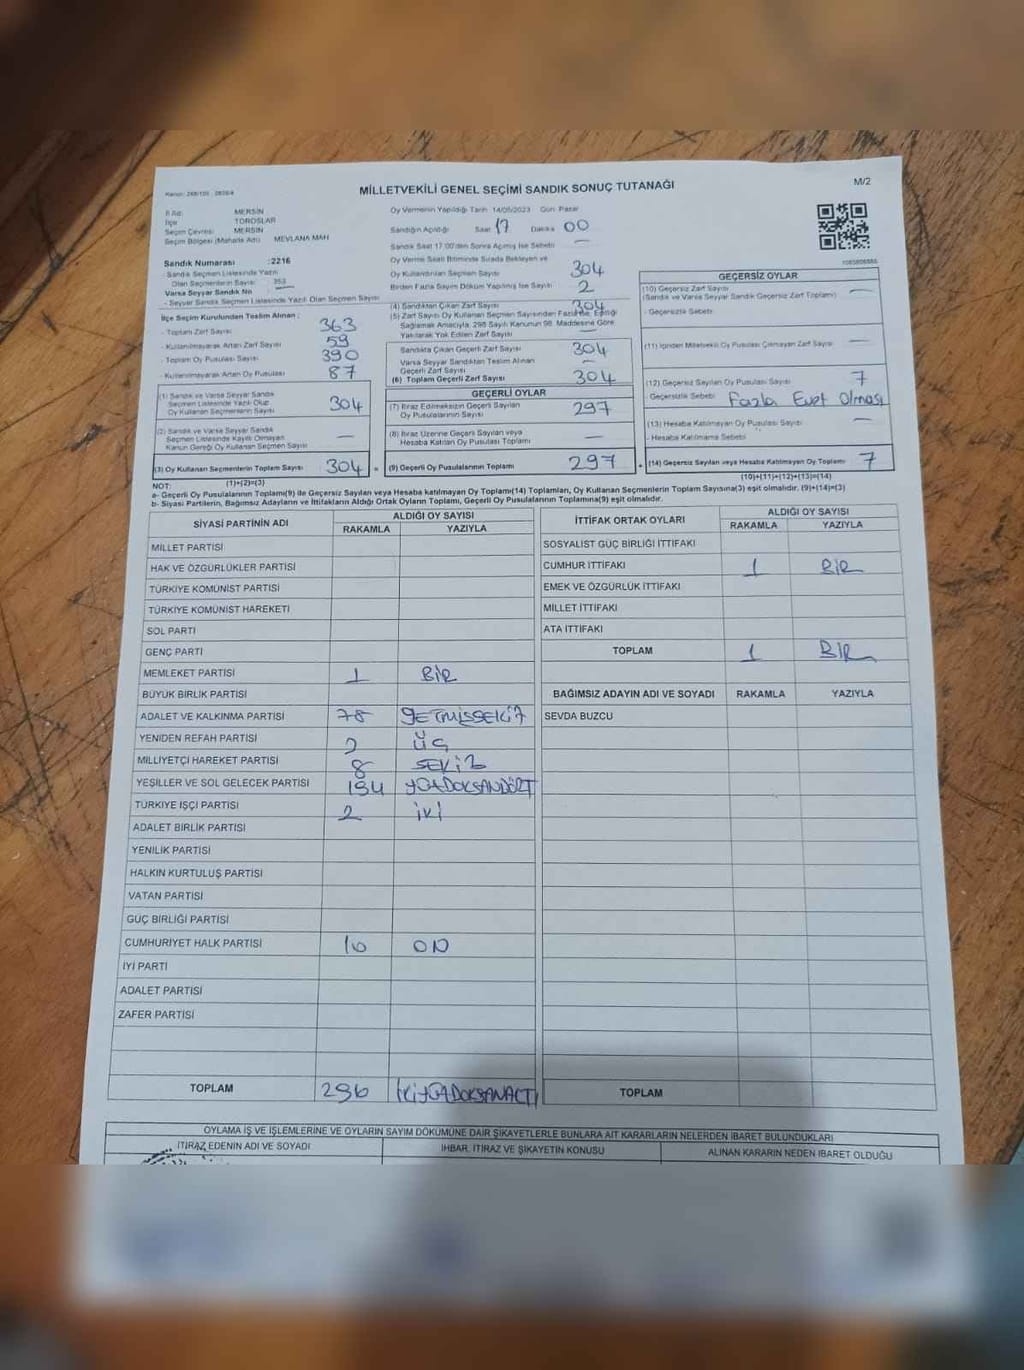 MİLLETVEKİLİ GENEL SEÇİMİ SANDIK SONUÇ TUTANAĞI
M/2
İl Adı: MERSİN
İlçe TOROSLAR
Seçim Çevresi MERSİN
Seçim Bölgesi (Mahalle Adı) MEVLANA MAH
Sandık Numarası :2216
- Sandık Seçmen Listesinde Yazılı
Olan Seçmenlerin Sayısı 353
Varsa Seyyar Sandık No
- Seyyar Sandık Seçmen Listesinde Yazılı Olan Seçmen Sayısı
İlçe Seçim Kurulundan Teslim Alınan :
- Toplam Zarf Sayısı 363
- Kullanılmayarak Artan Zarf Sayısı 59
- Toplam Oy Pusulası Sayısı 390
- Kullanılmayarak Artan Oy Pusulası 87
(1) Sandık ve Varsa Seyyar Sandık
Seçmen Listesinde Yazılı Olup
Oy Kullanan Seçmenlerin Sayısı 304
(2) Sandık ve Varsa Seyyar Sandık
Seçmen Listesinde Kayıtlı Olmayan
Kanun Gereği Oy Kullanan Seçmen Sayısı —
(3) Oy Kullanan Seçmenlerin Toplam Sayısı 304
(1)+(2)=(3)
Oy Vermenin Yapıldığı Tarih 14/05/2023 Gün Pazar
Sandığın Açıldığı Saat 17 Dakika 00
Sandık Saat 17:00'den Sonra Açılmış İse Sebebi —
Oy Verme Saati Bitiminde Sırada Bekleyen ve
Oy Kullandırılan Seçmen Sayısı 304
Birden Fazla Sayım Döküm Yapılmış İse Sayısı 2
(4) Sandıktan Çıkan Zarf Sayısı 304
(5) Zarf Sayısı Oy Kullanan Seçmen Sayısından Fazla ise, Eşitliği
Sağlamak Amacıyla, 298 Sayılı Kanunun 98. Maddesine Göre
Yakılarak Yok Edilen Zarf Sayısı —
Sandıkta Çıkan Geçerli Zarf Sayısı 304
Varsa Seyyar Sandıktan Teslim Alınan
Geçerli Zarf Sayısı —
(6) Toplam Geçerli Zarf Sayısı 304
GEÇERLİ OYLAR
(7) İtiraz Edilmeksizin Geçerli Sayılan
Oy Pusulalarının Sayısı 297
(8) İtiraz Üzerine Geçerli Sayılan veya
Hesaba Katılan Oy Pusulası Toplamı —
(9) Geçerli Oy Pusulalarının Toplamı 297
GEÇERSİZ OYLAR
(10) Geçersiz Zarf Sayısı —
(Sandık ve Varsa Seyyar Sandık Geçersiz Zarf Toplamı)
- Geçersizlik Sebebi
(11) İçinden Milletvekili Oy Pusulası Çıkmayan Zarf Sayısı —
(12) Geçersiz Sayılan Oy Pusulası Sayısı 7
- Geçersizlik Sebebi Fazla Evet Olması
(13) Hesaba Katılmayan Oy Pusulası Sayısı —
- Hesaba Katılmama Sebebi
(14) Geçersiz Sayılan veya Hesaba Katılmayan Oy Toplamı 7
(10)+(11)+(12)+(13)=(14)
NOT:
a- Geçerli Oy Pusulalarının Toplamı(9) ile Geçersiz Sayılan veya Hesaba katılmayan Oy Toplamı(14) Toplamları, Oy Kullanan Seçmenlerin Toplam Sayısına(3) eşit olmalıdır. (9)+(14)=(3)
b- Siyasi Partilerin, Bağımsız Adayların ve İttifakların Aldığı Ortak Oyların Toplamı, Geçerli Oy Pusulalarının Toplamına(9) eşit olmalıdır.
SİYASİ PARTİNİN ADI ALDIĞI OY SAYISI
RAKAMLA YAZIYLA
MİLLET PARTİSİ
HAK VE ÖZGÜRLÜKLER PARTİSİ
TÜRKİYE KOMÜNİST PARTİSİ
TÜRKİYE KOMÜNİST HAREKETİ
SOL PARTİ
GENÇ PARTİ
MEMLEKET PARTİSİ 1 BİR
BÜYÜK BİRLİK PARTİSİ
ADALET VE KALKINMA PARTİSİ 78 YETMİŞSEKİZ
YENİDEN REFAH PARTİSİ 3 ÜÇ
MİLLİYETÇİ HAREKET PARTİSİ 8 SEKİZ
YEŞİLLER VE SOL GELECEK PARTİSİ 194 YÜZDOKSANDÖRT
TÜRKİYE İŞÇİ PARTİSİ 2 İKİ
ADALET BİRLİK PARTİSİ
YENİLİK PARTİSİ
HALKIN KURTULUŞ PARTİSİ
VATAN PARTİSİ
GÜÇ BİRLİĞİ PARTİSİ
CUMHURİYET HALK PARTİSİ 10 ON
İYİ PARTİ
ADALET PARTİSİ
ZAFER PARTİSİ
TOPLAM 296 İKİYÜZDOKSANALTI
İTTİFAK ORTAK OYLARI ALDIĞI OY SAYISI
RAKAMLA YAZIYLA
SOSYALİST GÜÇ BİRLİĞİ İTTİFAKI
CUMHUR İTTİFAKI 1 BİR
EMEK VE ÖZGÜRLÜK İTTİFAKI
MİLLET İTTİFAKI
ATA İTTİFAKI
TOPLAM 1 BİR
BAĞIMSIZ ADAYIN ADI VE SOYADI RAKAMLA YAZIYLA
SEVDA BUZCU
TOPLAM
OYLAMA İŞ VE İŞLEMLERİNE VE OYLARIN SAYIM DÖKÜMÜNE DAİR ŞİKAYETLERLE BUNLARA AİT KARARLARIN NELERDEN İBARET BULUNDUKLARI
İTİRAZ EDENİN ADI VE SOYADI İHBAR, İTİRAZ VE ŞİKAYETİN KONUSU ALINAN KARARIN NEDEN İBARET OLDUĞU